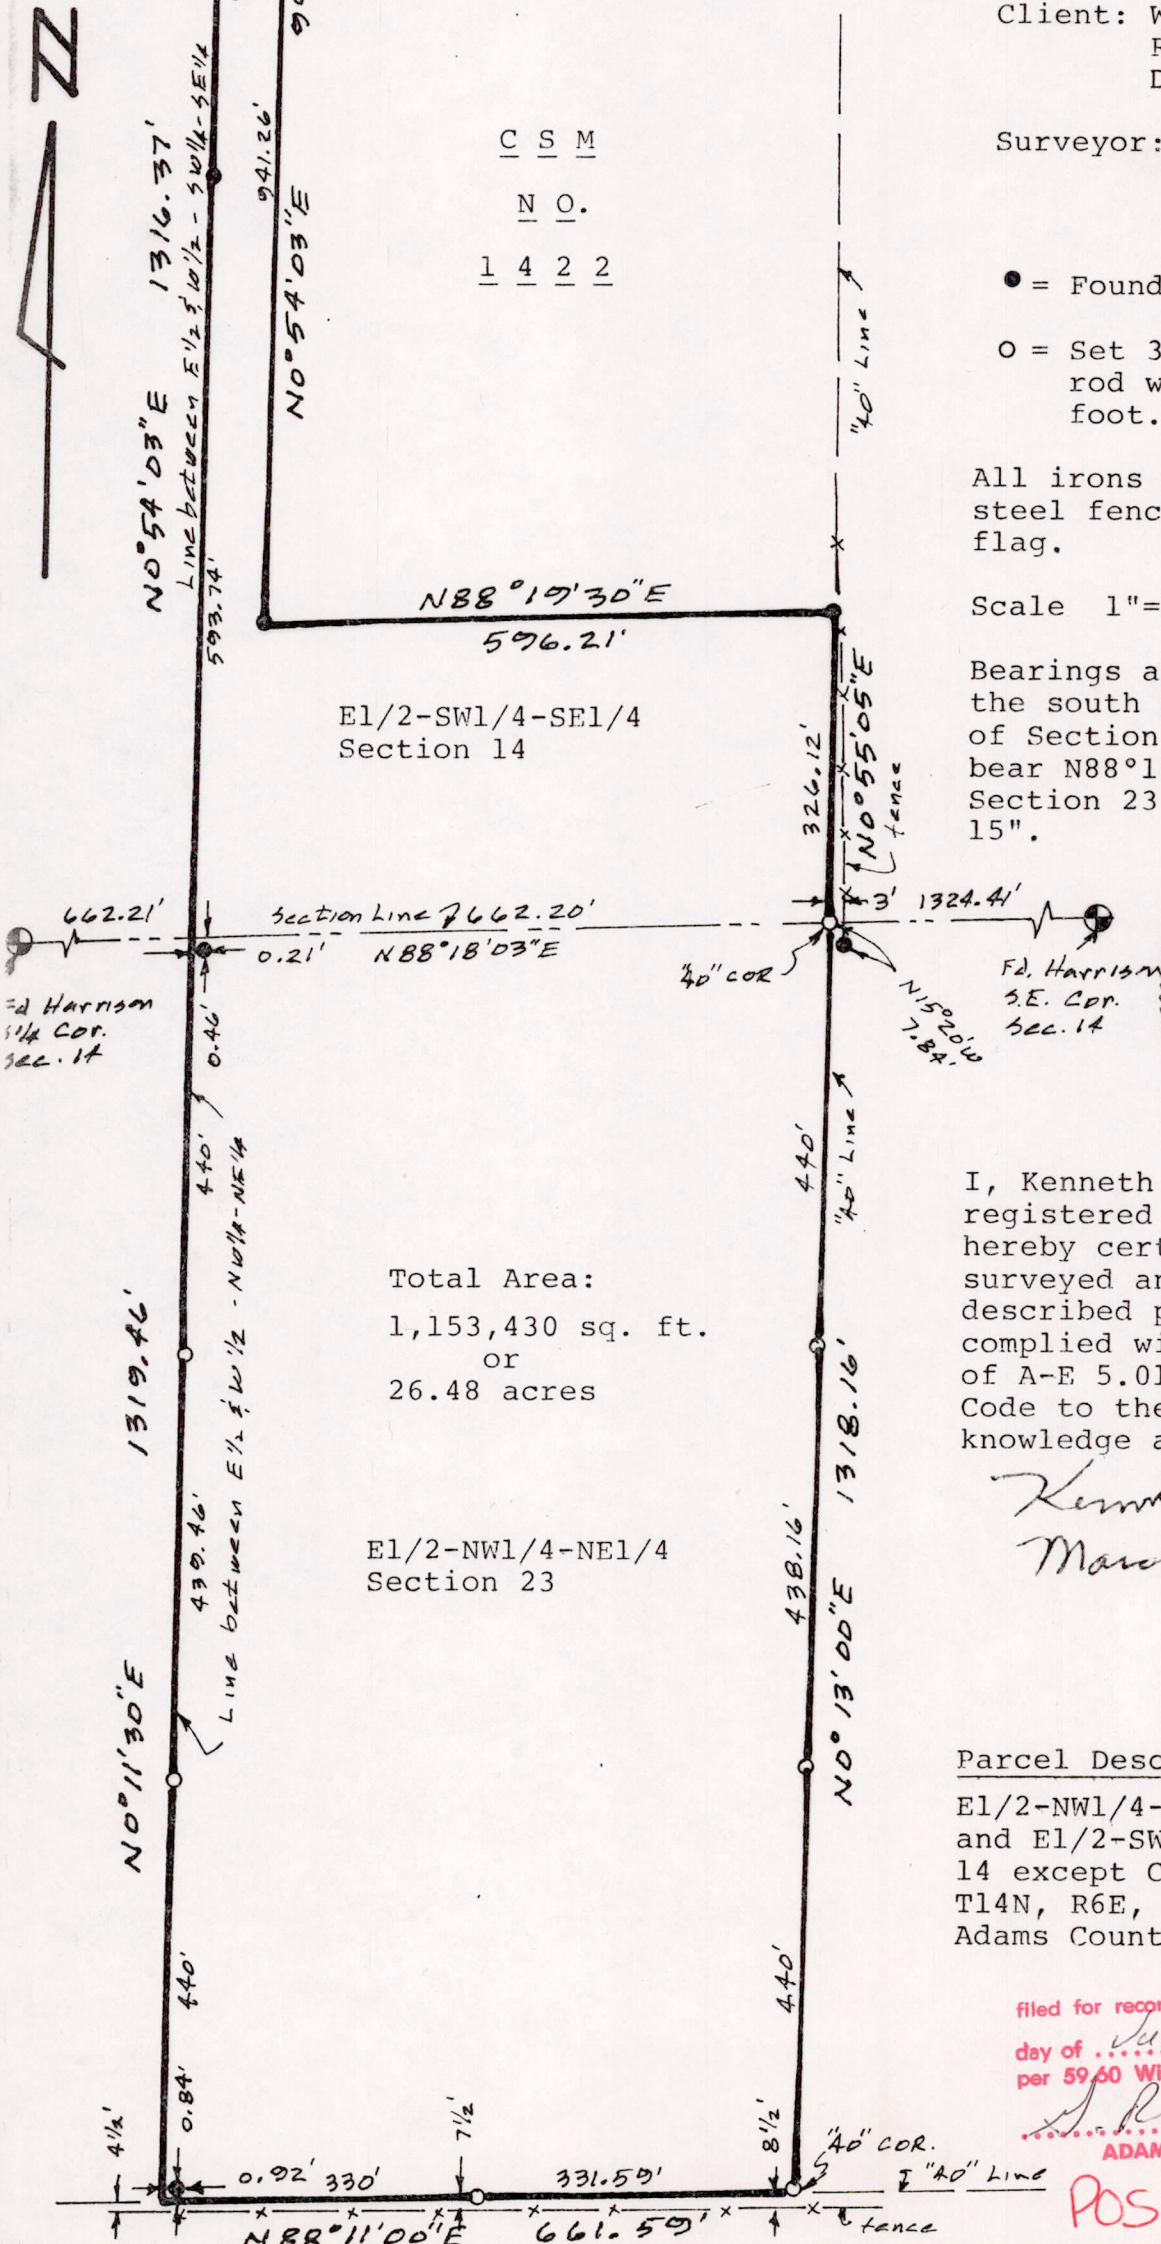 N
Client: W
R
D
Surveyor:
C S M
N O.
1 4 2 2
1316.37'
N0°54'03"E
Line between E1/2 & W1/2 - SW1/4-SE1/4
593.74'
941.26'
N0°54'03"E
"40" Line
● = Found
O = Set 3
rod w
foot.
All irons
steel fenc
flag.
Scale 1"=
Bearings a
the south
of Section
bear N88°1
Section 23
15".
N88°19'30"E
596.21'
E1/2-SW1/4-SE1/4
Section 14
326.12'
N0°55'05"E
fence
662.21'
Section Line
662.20'
3'
1324.41'
0.21'
N88°18'03"E
"40" COR
N15°20'W
7.84'
Fd Harrison
S1/4 Cor.
Sec. 14
0.46'
Fd. Harrison
S.E. Cor.
Sec. 14
440'
Line between E1/2 & W1/2 - NW1/4-NE1/4
440'
"40" Line
I, Kenneth
registered
hereby cert
surveyed an
described p
complied wi
of A-E 5.01
Code to the
knowledge a
Total Area:
1,153,430 sq. ft.
or
26.48 acres
1319.46'
1318.16'
439.46'
438.16'
E1/2-NW1/4-NE1/4
Section 23
N0°11'30"E
N0°13'00"E
Parcel Desc
E1/2-NW1/4-
and E1/2-SW
14 except C
T14N, R6E,
Adams Count
440'
440'
filed for recor
day of
per 59.60 Wi
ADAM
POS
4 1/2'
0.84'
7 1/2'
8 1/2'
"40" COR.
"40" Line
0.92'
330'
331.59'
N88°11'00"E
661.59'
fence